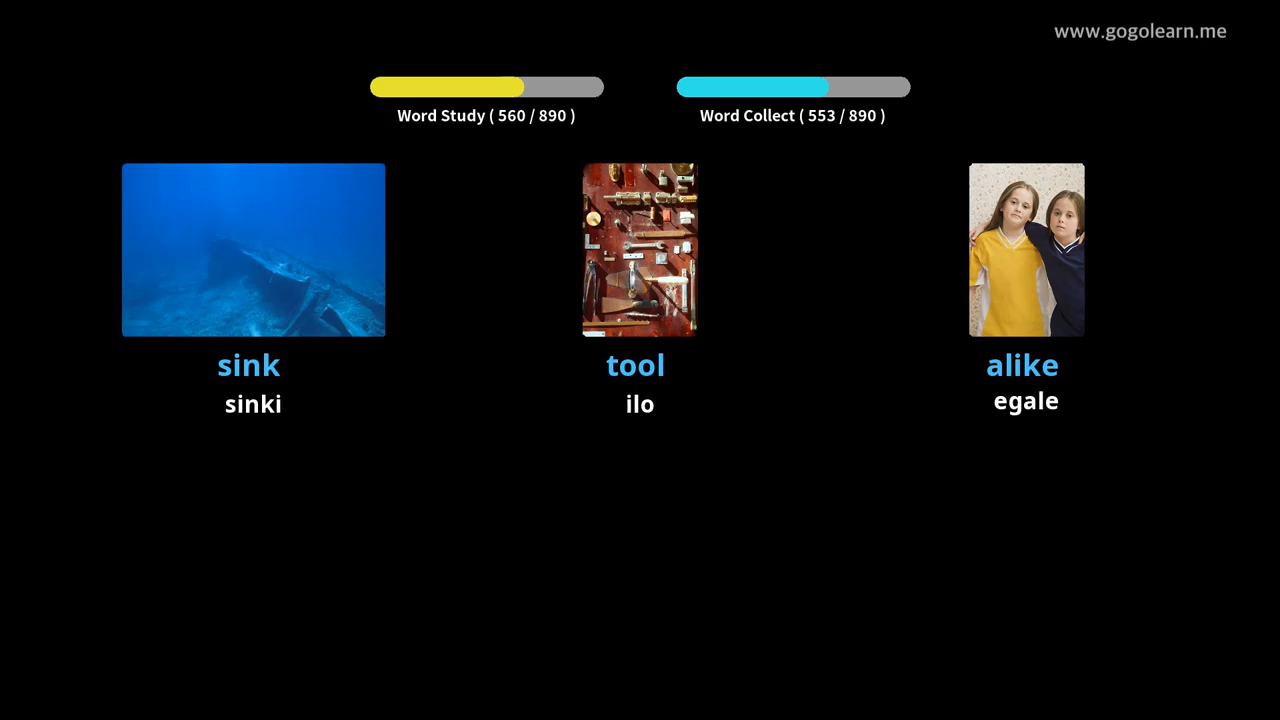 www.gogolearn.me
Word Study ( 560 / 890 )
Word Collect ( 553 / 890 )
sink
tool
alike
sinki
ilo
egale